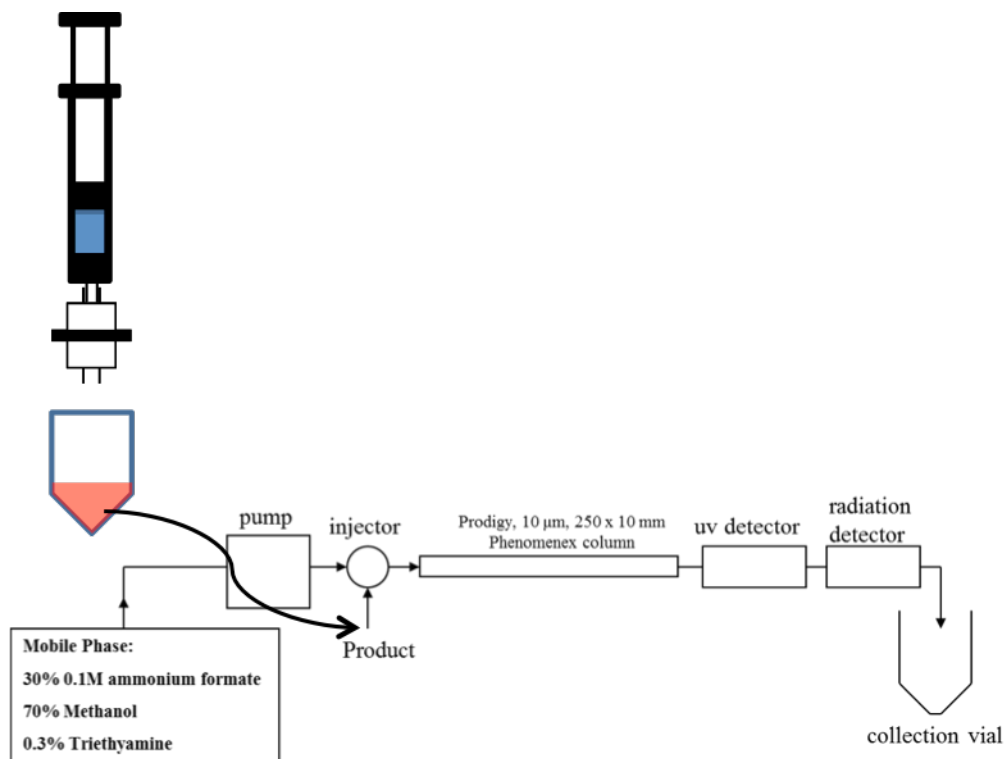 pump
injector
Prodigy, 10 µm, 250 x 10 mm
Phenomenex column
uv detector
radiation
detector
Product
Mobile Phase:
30% 0.1M ammonium formate
70% Methanol
0.3% Triethyamine
collection vial